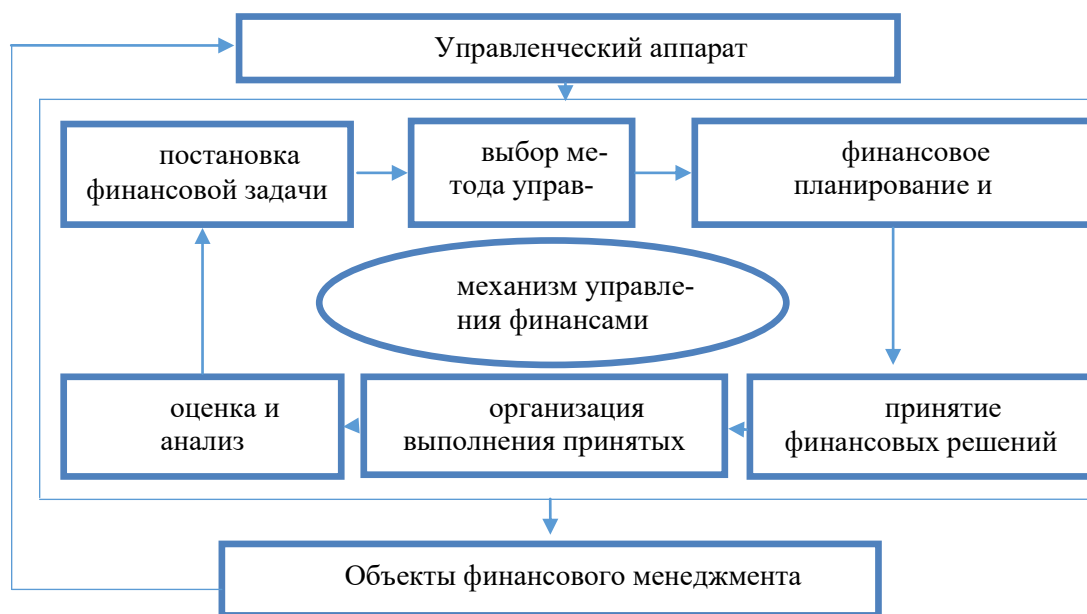 Управленческий аппарат
постановка
финансовой задачи
выбор ме-
тода управ-
финансовое
планирование и
механизм управле-
ния финансами
оценка и
анализ
организация
выполнения принятых
принятие
финансовых решений
Объекты финансового менеджмента